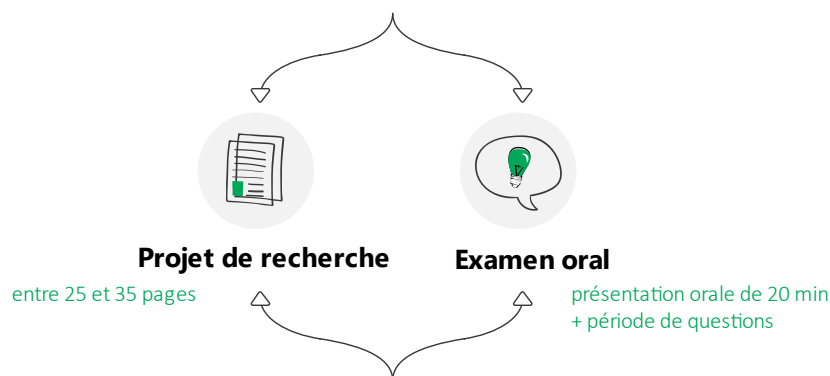 Projet de recherche
entre 25 et 35 pages
Examen oral
présentation orale de 20 min
+ période de questions